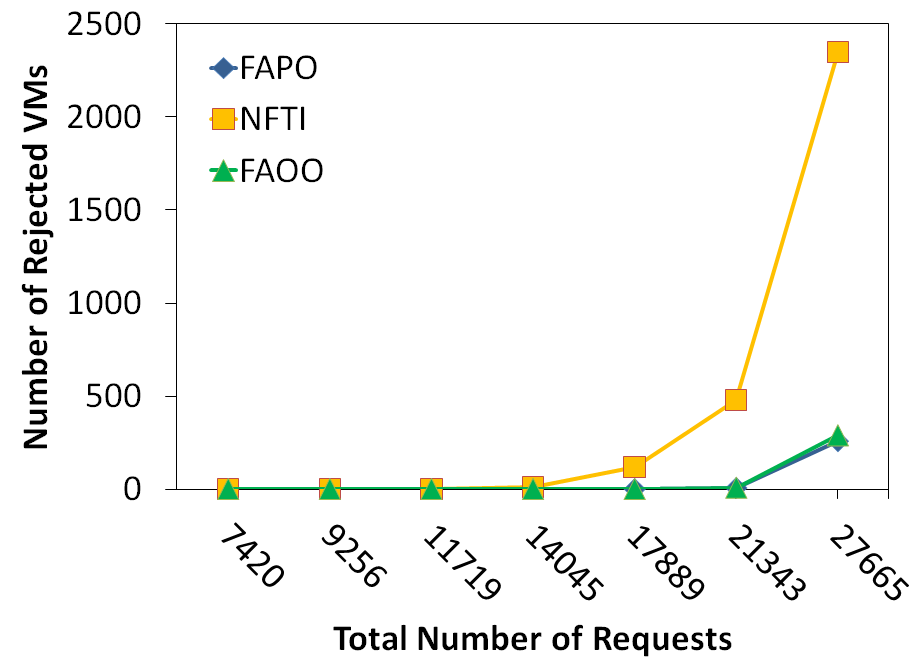 2500
2000
1500
1000
500
0
Number of Rejected VMs
FAPO
NFTI
FAOO
7420
9256
11719
14045
17889
21343
27665
Total Number of Requests